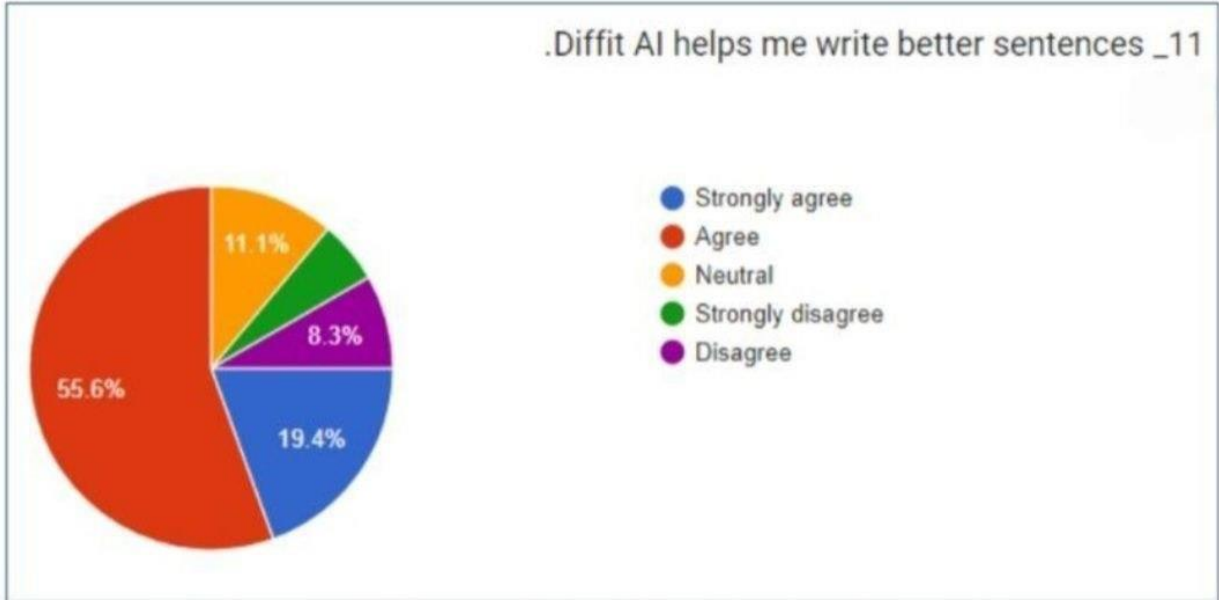 .Diffit AI helps me write better sentences _11
Strongly agree
Agree
Neutral
Strongly disagree
Disagree
11.1%
8.3%
55.6%
19.4%